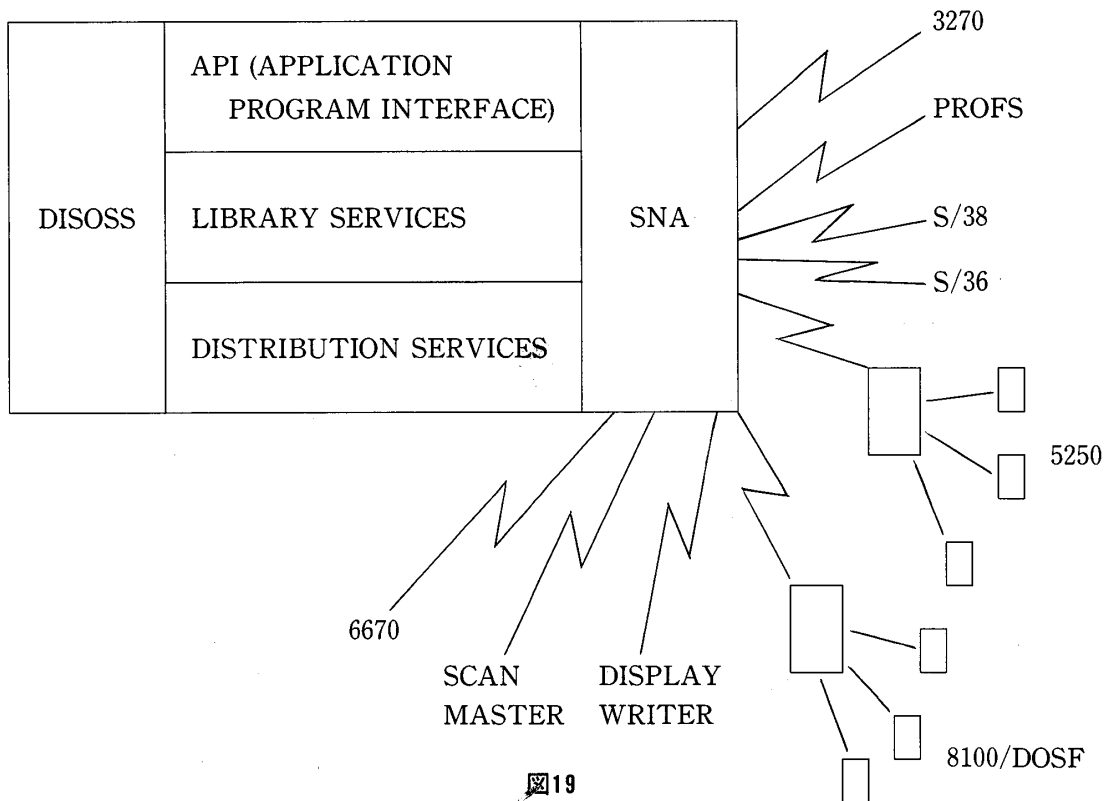 3270
API (APPLICATION
PROGRAM INTERFACE)
PROFS
DISOSS
LIBRARY SERVICES
SNA
S/38
S/36
DISTRIBUTION SERVICES
5250
6670
SCAN
MASTER
DISPLAY
WRITER
8100/DOSF
図19